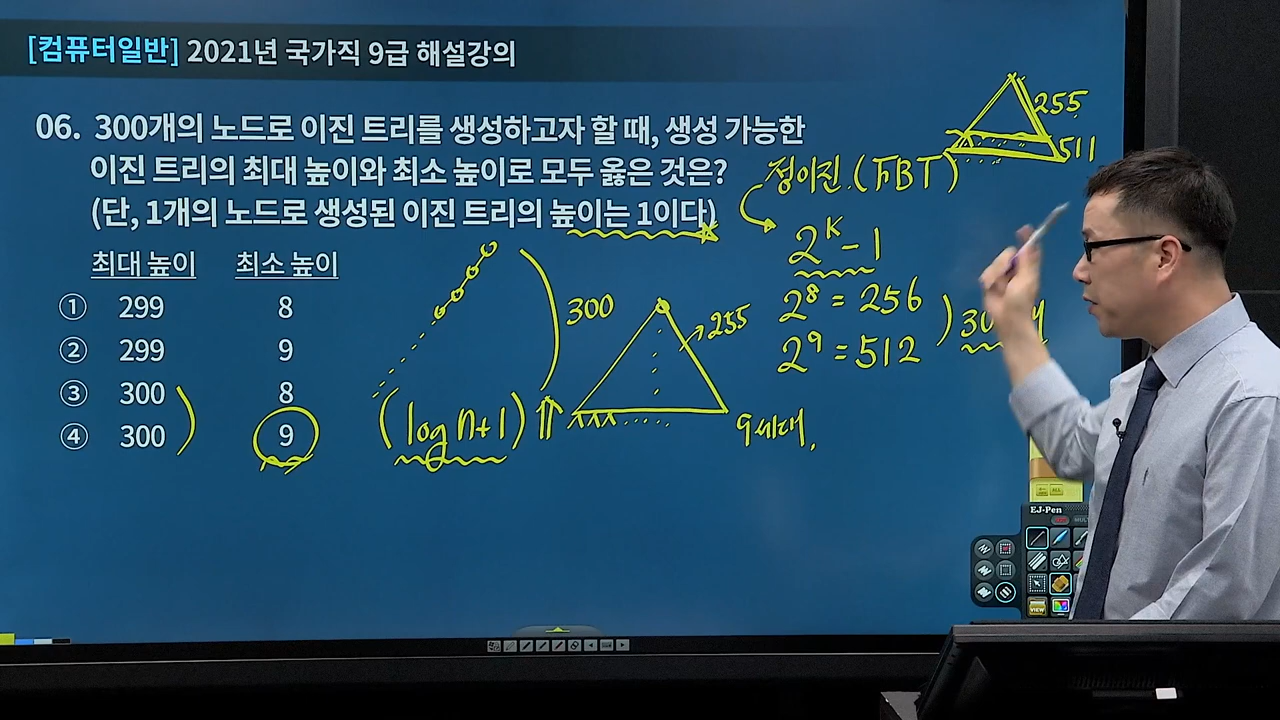 [컴퓨터일반] 2021년 국가직 9급 해설강의
06. 300개의 노드로 이진 트리를 생성하고자 할 때, 생성 가능한
이진 트리의 최대 높이와 최소 높이로 모두 옳은 것은?
(단, 1개의 노드로 생성된 이진 트리의 높이는 1이다)
최대 높이 최소 높이
① 299 8
② 299 9
③ 300 8
④ 300 9
300
(log n+1)
255
9세대.
255
511
정이진.(FBT)
2^K-1
2^8=256
2^9=512
EJ-Pen
VIEW